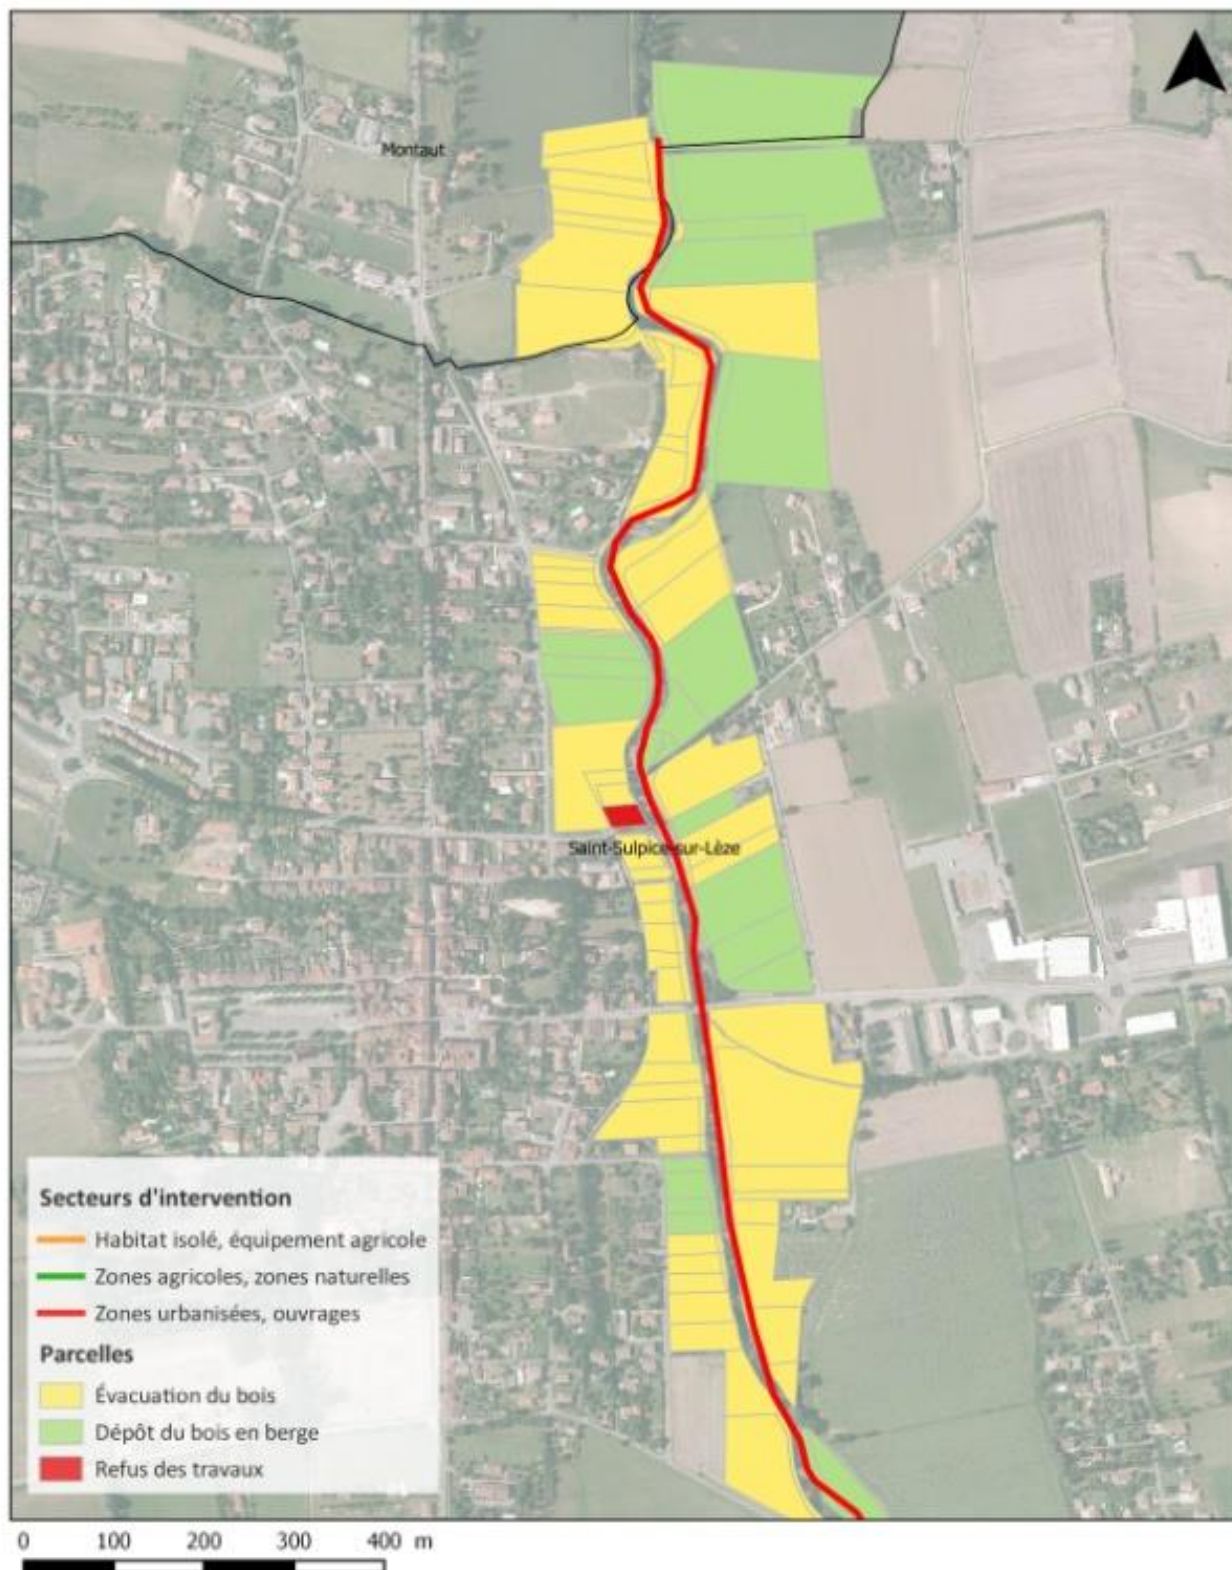 Montaut
Saint-Sulpice-sur-Lèze
Secteurs d'intervention
Habitat isolé, équipement agricole
Zones agricoles, zones naturelles
Zones urbanisées, ouvrages
Parcelles
Évacuation du bois
Dépôt du bois en berge
Refus des travaux
0 100 200 300 400 m